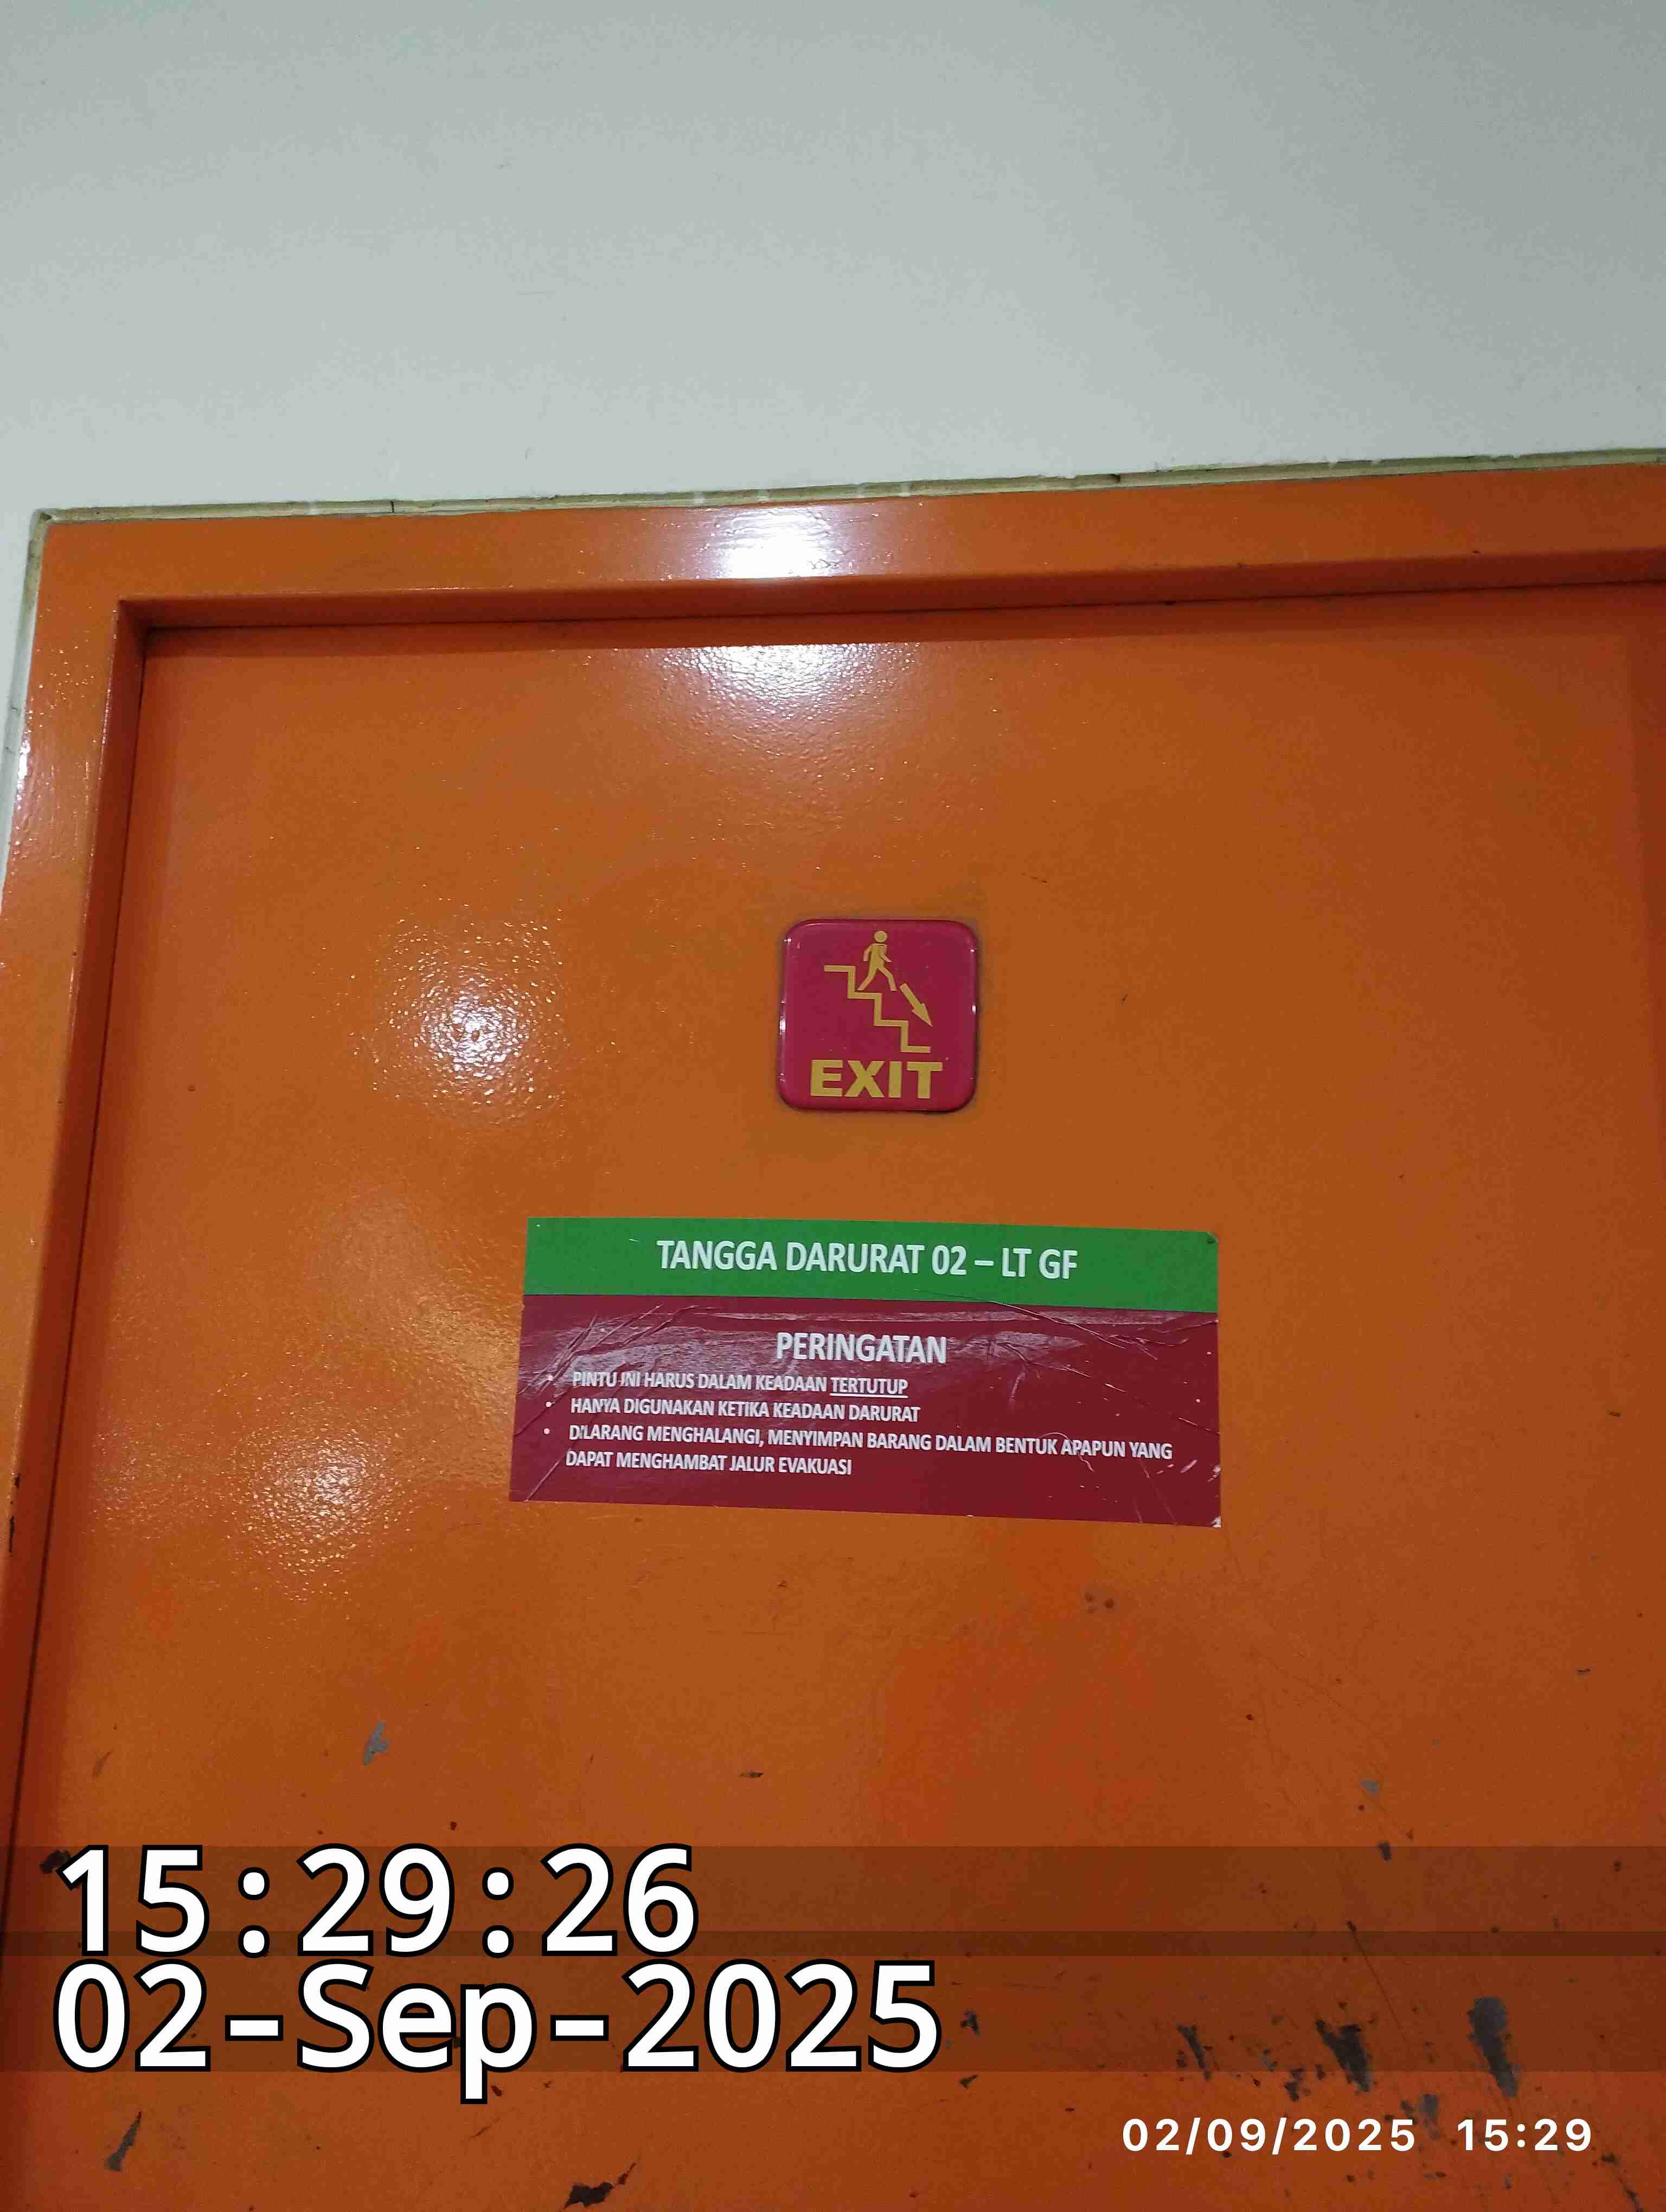 EXIT
TANGGA DARURAT 02 – LT GF
PERINGATAN
• PINTU INI HARUS DALAM KEADAAN TERTUTUP
• HANYA DIGUNAKAN KETIKA KEADAAN DARURAT
• DILARANG MENGHALANGI, MENYIMPAN BARANG DALAM BENTUK APAPUN YANG
DAPAT MENGHAMBAT JALUR EVAKUASI
15:29:26
02-Sep-2025
02/09/2025 15:29